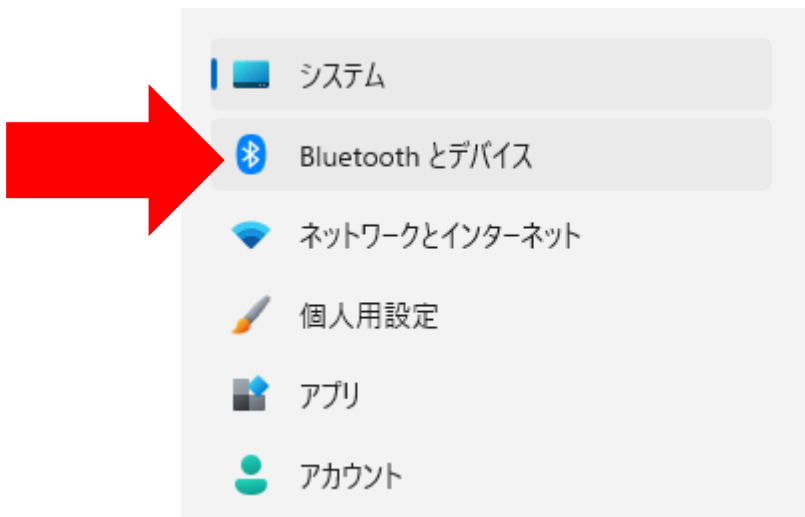 システム
Bluetooth とデバイス
ネットワークとインターネット
個人用設定
アプリ
アカウント